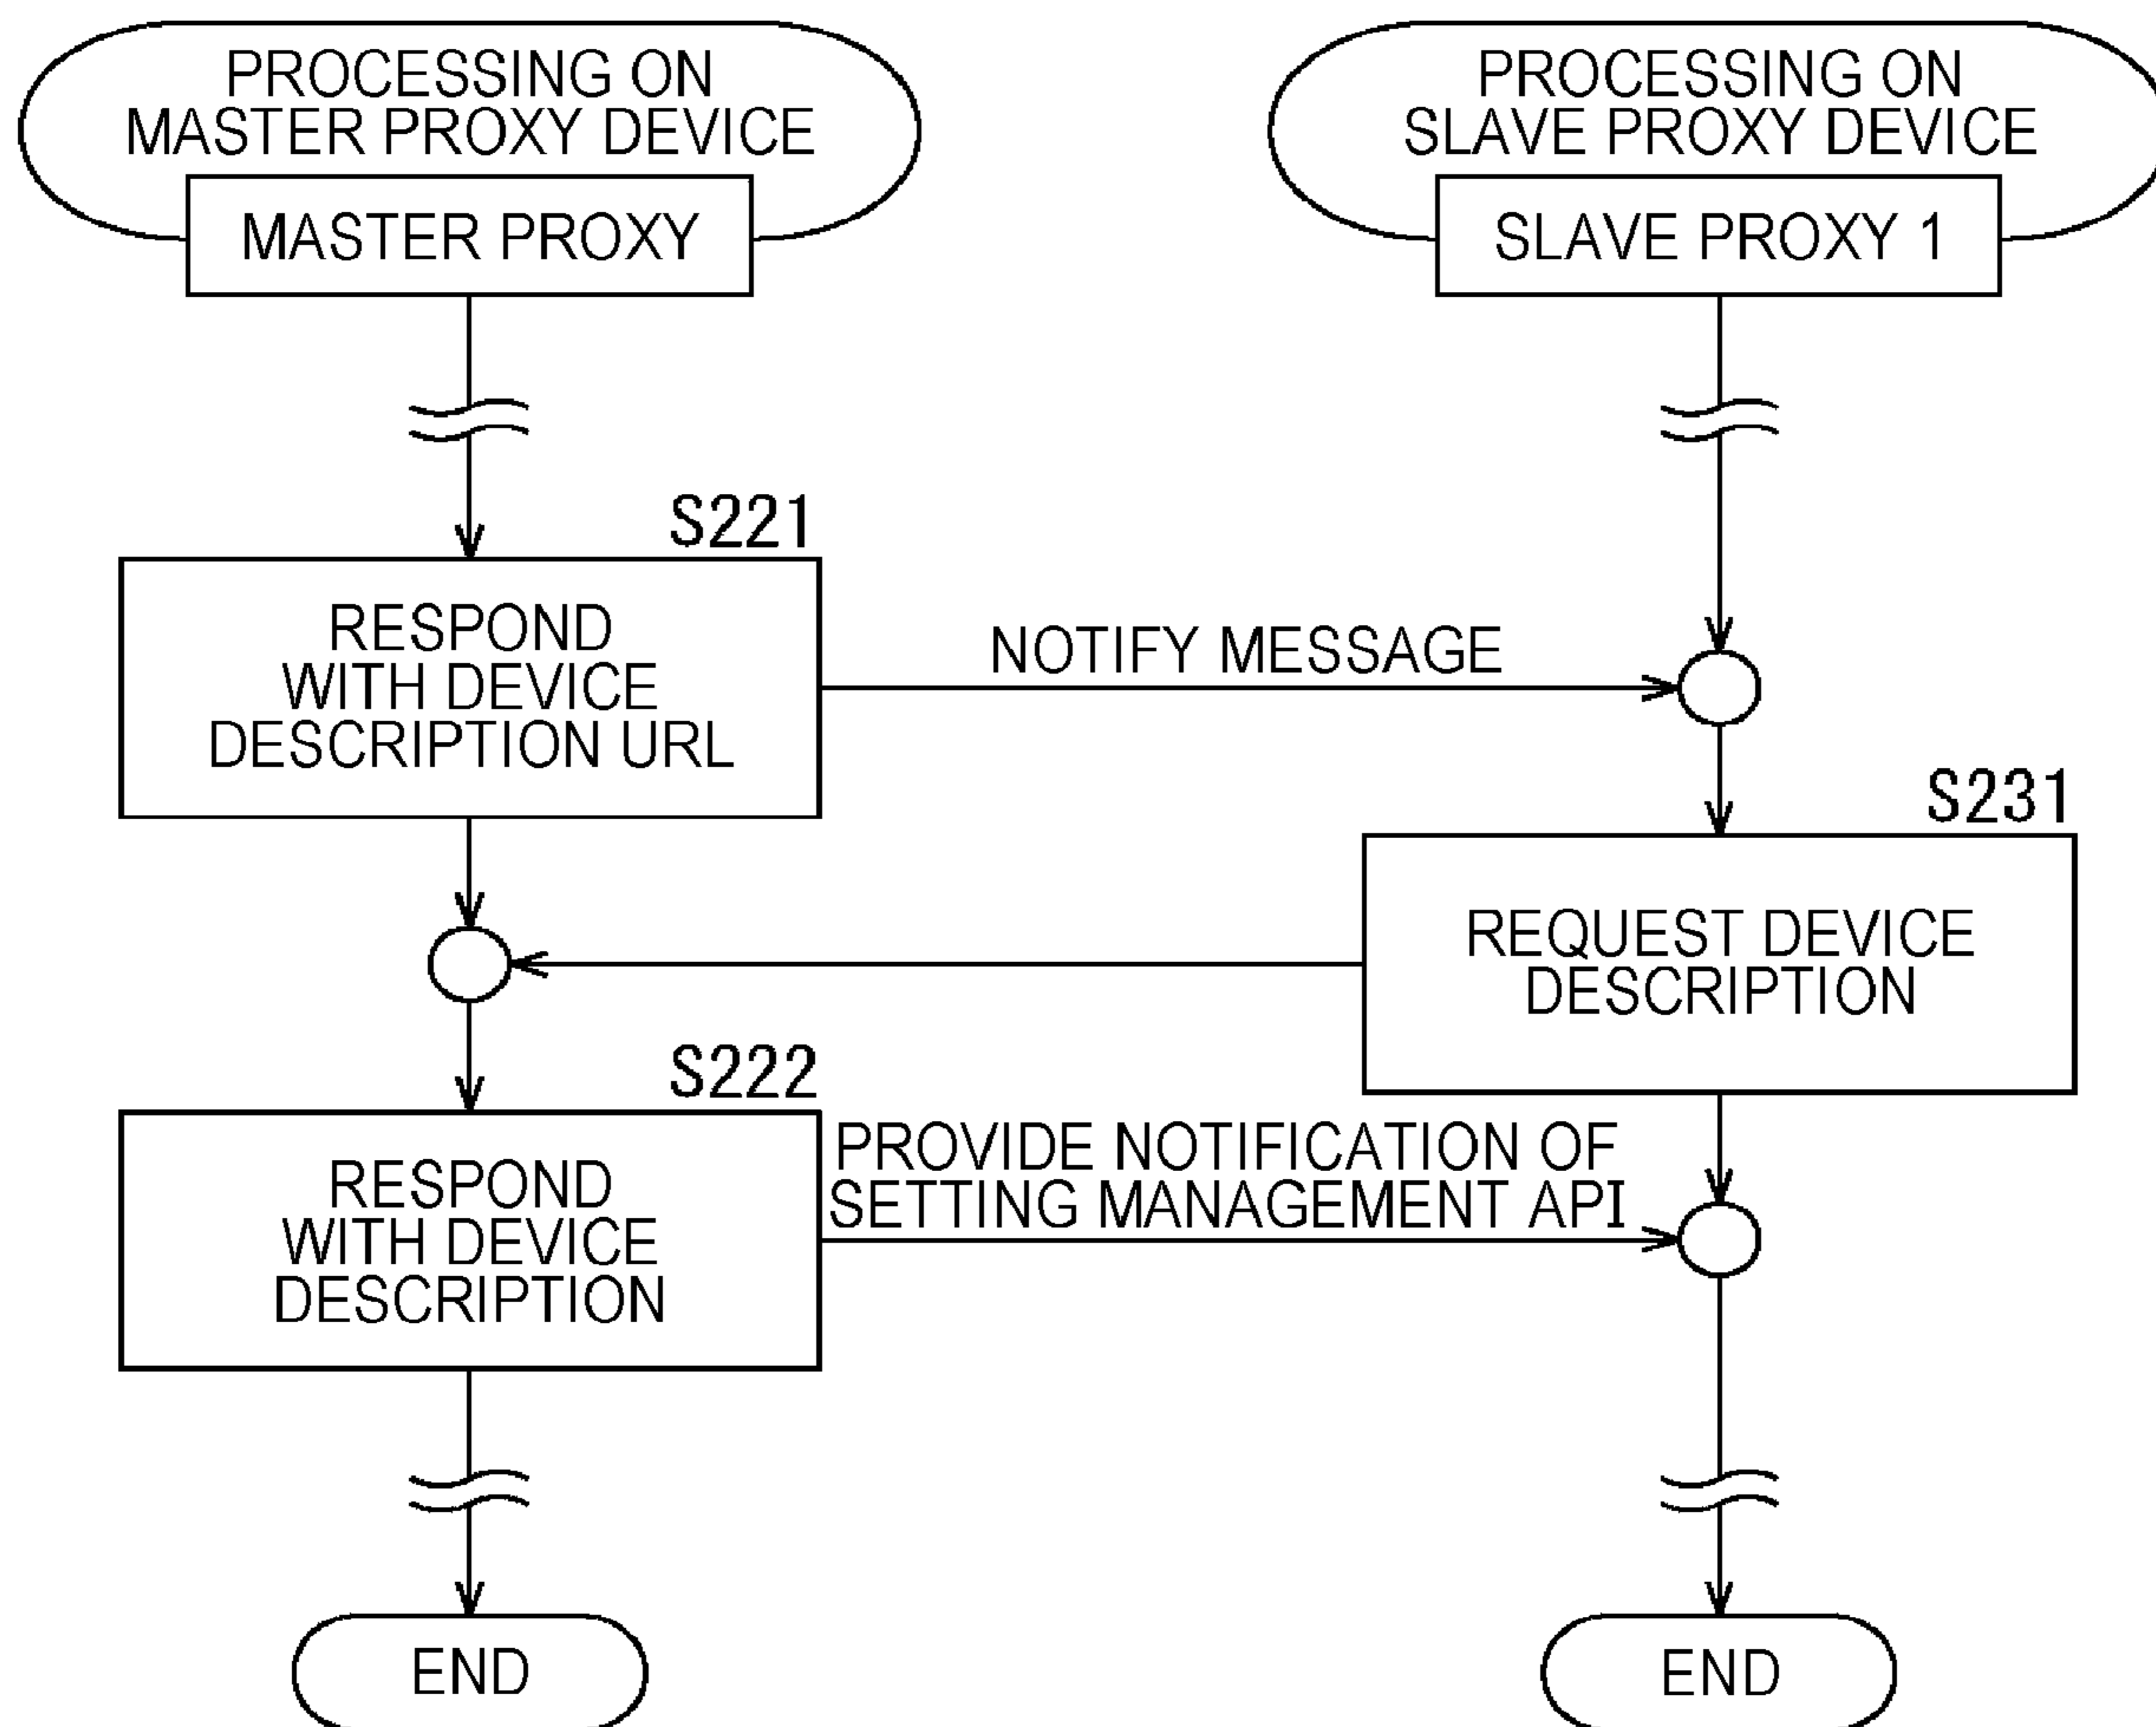 PROCESSING ON
MASTER PROXY DEVICE
MASTER PROXY
PROCESSING ON
SLAVE PROXY DEVICE
SLAVE PROXY 1
S221
RESPOND
WITH DEVICE
DESCRIPTION URL
NOTIFY MESSAGE
S231
REQUEST DEVICE
DESCRIPTION
S222
RESPOND
WITH DEVICE
DESCRIPTION
PROVIDE NOTIFICATION OF
SETTING MANAGEMENT API
END
END